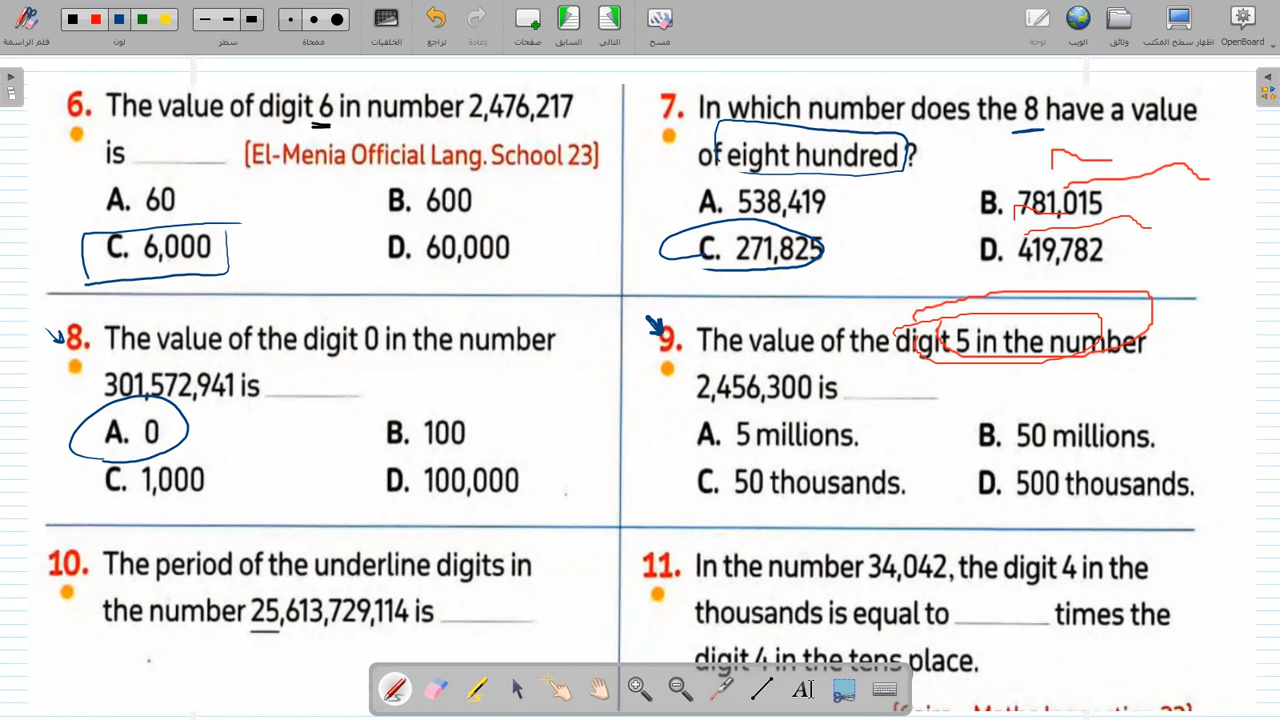 قلم الراسمة
لون
سطر
ممحاة
الخلفيات
تراجع
إعادة
صفحات
السابق
التالي
مسح
لوحة
الويب
وثائق
اظهار سطح المكتب
OpenBoard
6. The value of digit 6 in number 2,476,217
is ______ [El-Menia Official Lang. School 23]
A. 60 B. 600
C. 6,000 D. 60,000
7. In which number does the 8 have a value
of eight hundred ?
A. 538,419 B. 781,015
C. 271,825 D. 419,782
8. The value of the digit 0 in the number
301,572,941 is ______
A. 0 B. 100
C. 1,000 D. 100,000
9. The value of the digit 5 in the number
2,456,300 is ______
A. 5 millions. B. 50 millions.
C. 50 thousands. D. 500 thousands.
10. The period of the underline digits in
the number 25,613,729,114 is ______
11. In the number 34,042, the digit 4 in the
thousands is equal to ______ times the
digit 4 in the tens place.